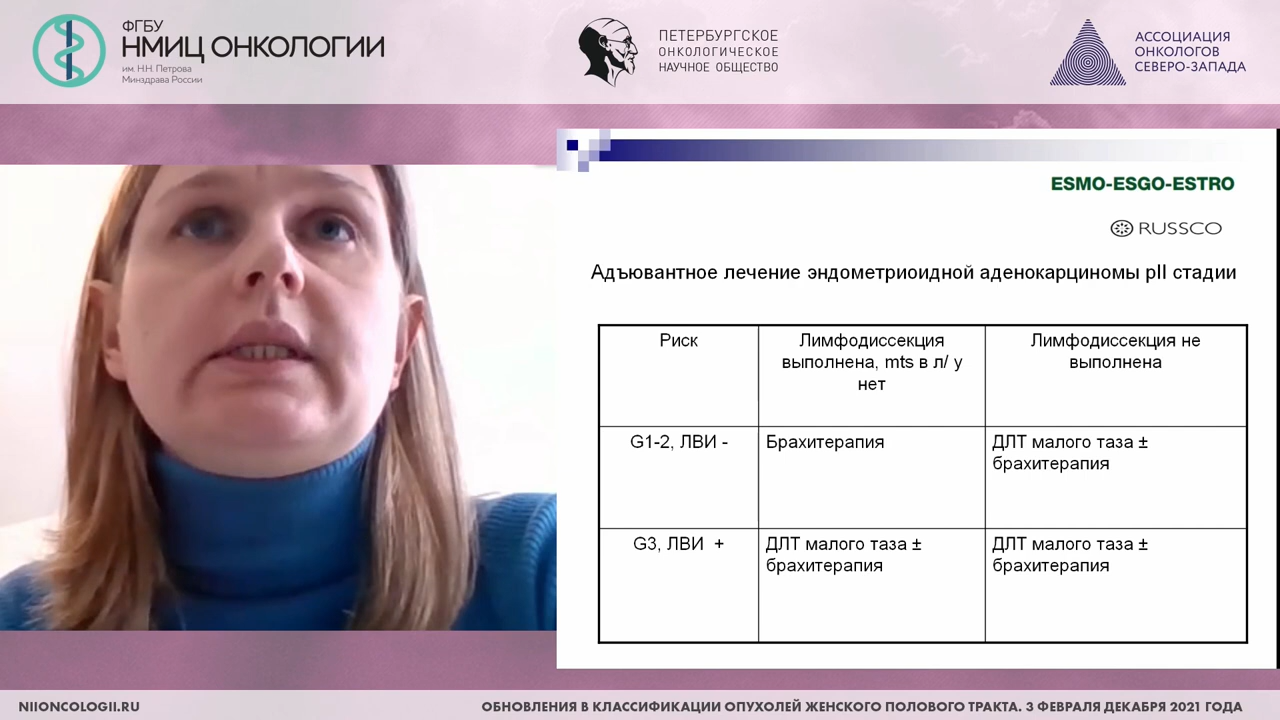 ФГБУ
НМИЦ ОНКОЛОГИИ
им. Н.Н. Петрова
Минздрава России
ПЕТЕРБУРГСКОЕ
ОНКОЛОГИЧЕСКОЕ
НАУЧНОЕ ОБЩЕСТВО
АССОЦИАЦИЯ
ОНКОЛОГОВ
СЕВЕРО-ЗАПАДА
ESMO-ESGO-ESTRO
RUSSCO
Адъювантное лечение эндометриоидной аденокарциномы pII стадии
Риск
Лимфодиссекция
выполнена, mts в л/ у
нет
Лимфодиссекция не
выполнена
G1-2, ЛВИ -
Брахитерапия
ДЛТ малого таза ±
брахитерапия
G3, ЛВИ +
ДЛТ малого таза ±
брахитерапия
ДЛТ малого таза ±
брахитерапия
NIIONCOLOGII.RU
ОБНОВЛЕНИЯ В КЛАССИФИКАЦИИ ОПУХОЛЕЙ ЖЕНСКОГО ПОЛОВОГО ТРАКТА. 3 ФЕВРАЛЯ ДЕКАБРЯ 2021 ГОДА